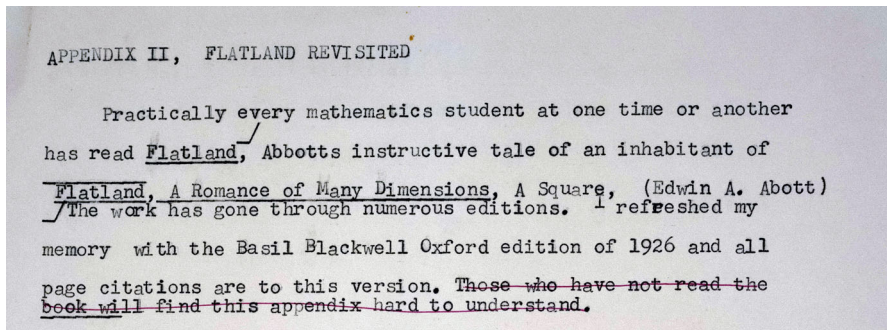 APPENDIX II, FLATLAND REVISITED
Practically every mathematics student at one time or another
has read Flatland, Abbotts instructive tale of an inhabitant of
Flatland, A Romance of Many Dimensions, A Square, (Edwin A. Abott)
The work has gone through numerous editions. I refreshed my
memory with the Basil Blackwell Oxford edition of 1926 and all
page citations are to this version. Those who have not read the
book will find this appendix hard to understand.